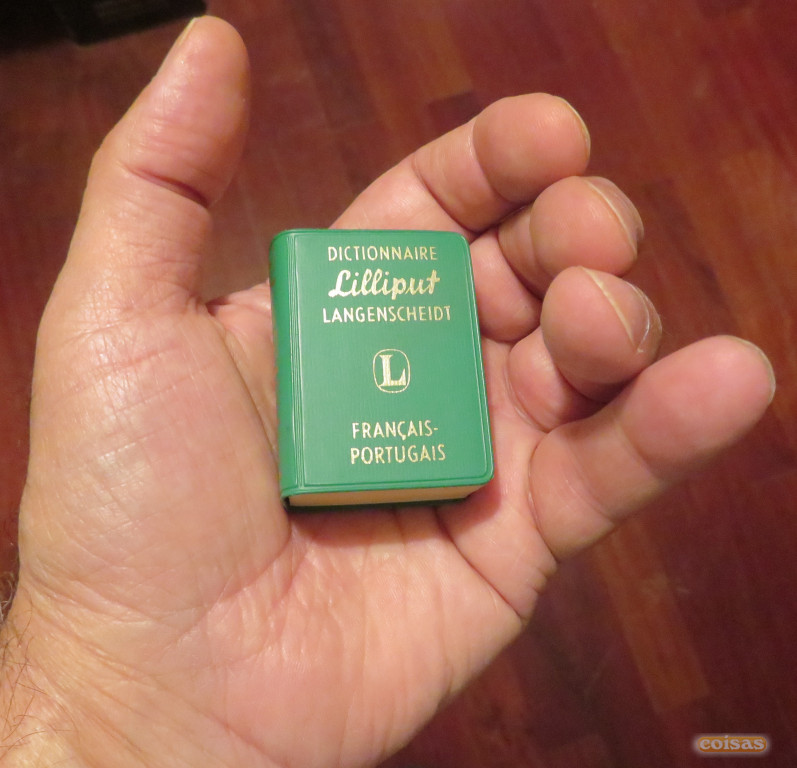 DICTIONNAIRE
Lilliput
LANGENSCHEIDT
L
FRANÇAIS-
PORTUGAIS
coisas